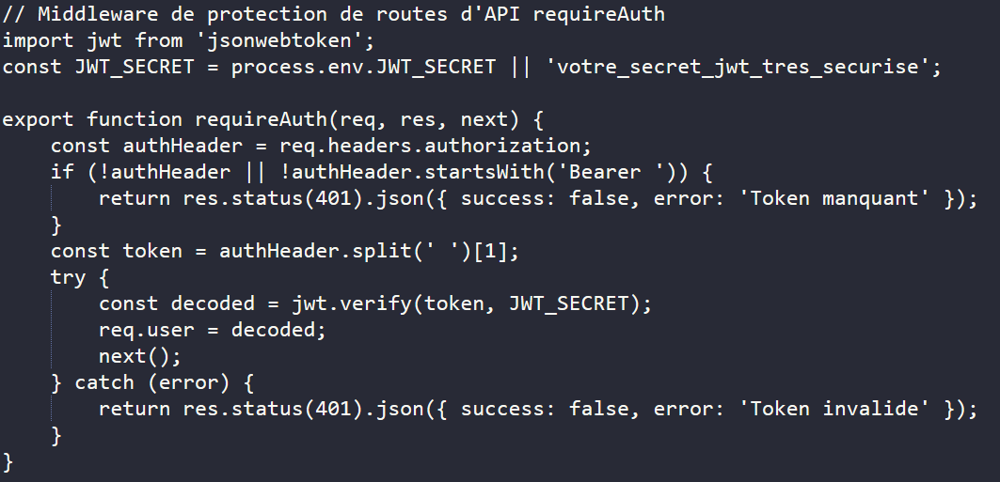 // Middleware de protection de routes d'API requireAuth
import jwt from 'jsonwebtoken';
const JWT_SECRET = process.env.JWT_SECRET || 'votre_secret_jwt_tres_securise';

export function requireAuth(req, res, next) {
    const authHeader = req.headers.authorization;
    if (!authHeader || !authHeader.startsWith('Bearer ')) {
        return res.status(401).json({ success: false, error: 'Token manquant' });
    }
    const token = authHeader.split(' ')[1];
    try {
        const decoded = jwt.verify(token, JWT_SECRET);
        req.user = decoded;
        next();
    } catch (error) {
        return res.status(401).json({ success: false, error: 'Token invalide' });
    }
}